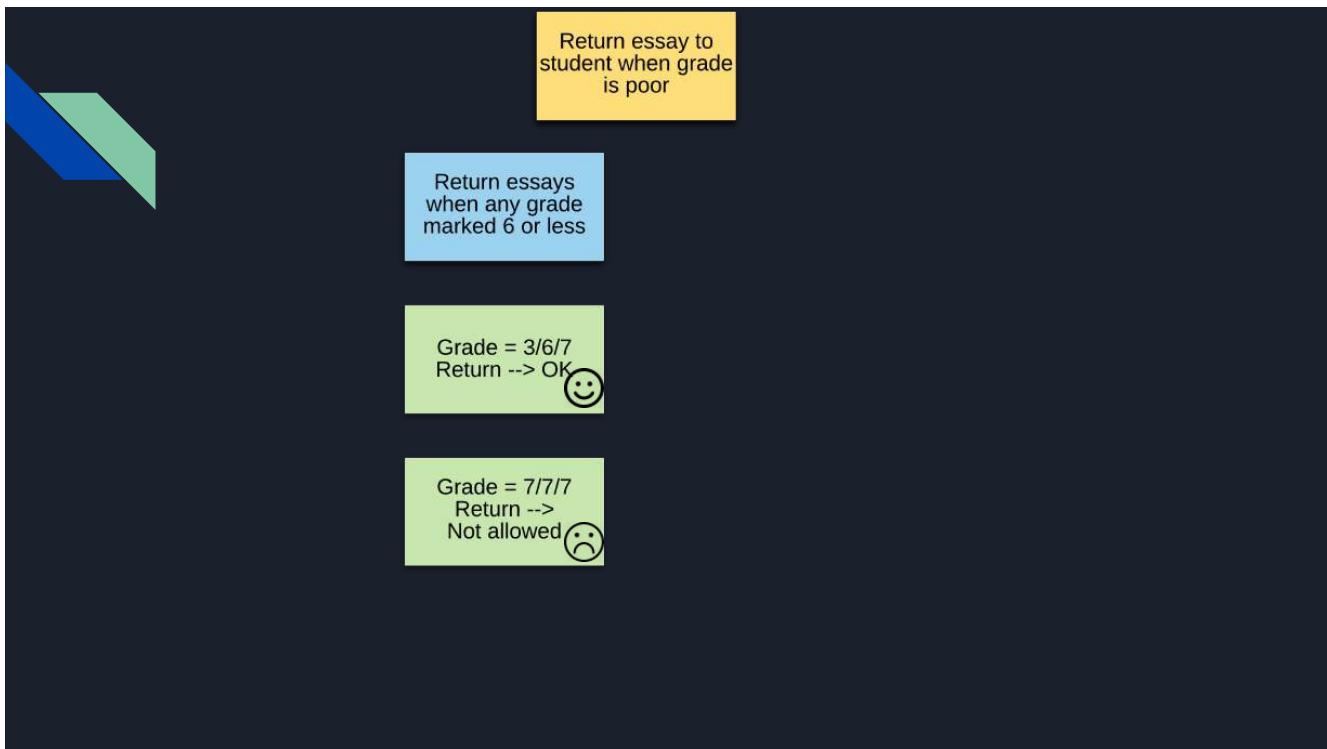 Return essay to
student when grade
is poor
Return essays
when any grade
marked 6 or less
Grade = 3/6/7
Return --> OK
Grade = 7/7/7
Return -->
Not allowed